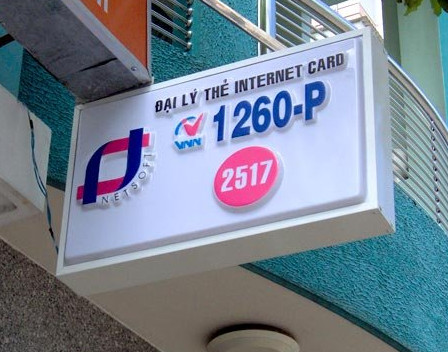 ĐẠI LÝ THẺ INTERNET CARD
VNN 1260-P
2517
NETSOFT